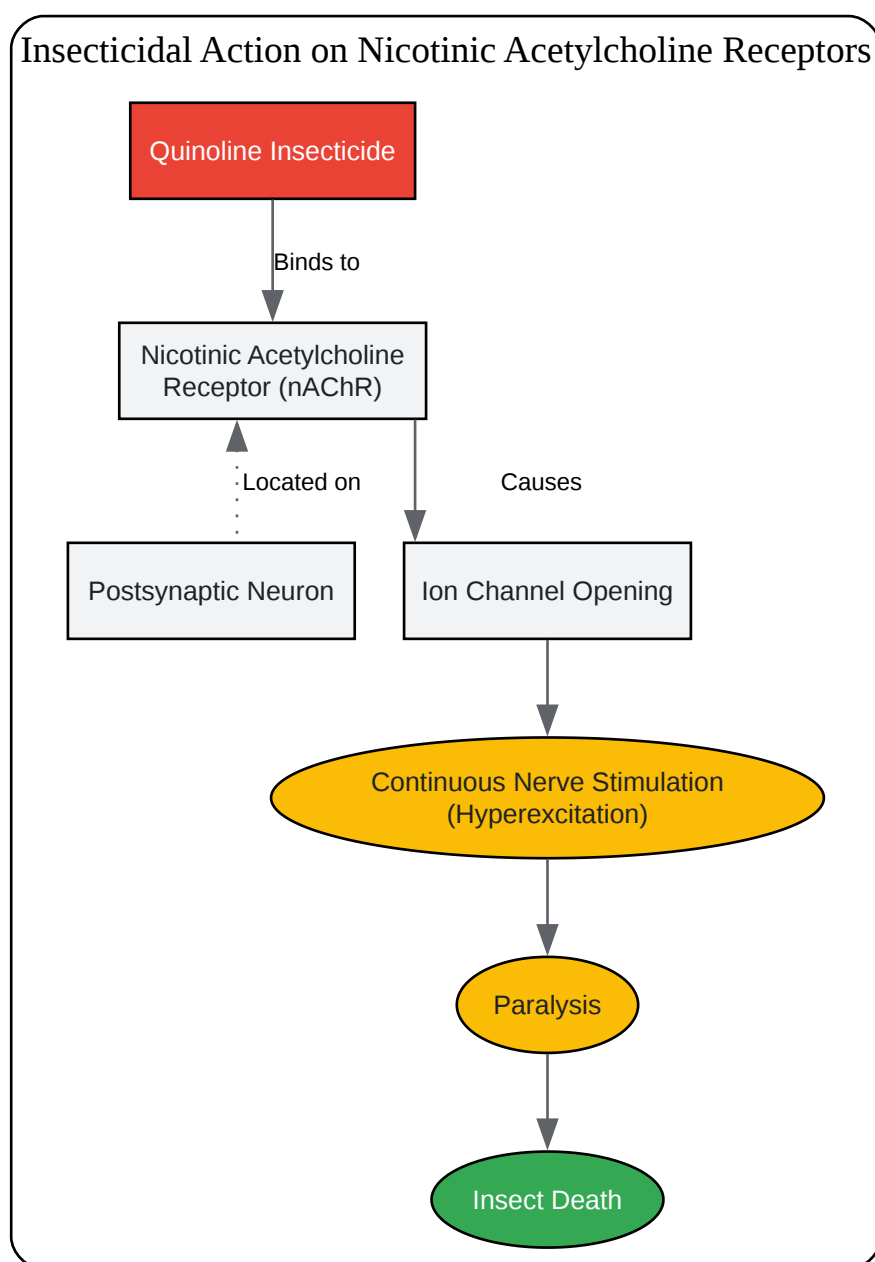 Insecticidal Action on Nicotinic Acetylcholine Receptors
Quinoline Insecticide
Binds to
Nicotinic Acetylcholine
Receptor (nAChR)
Located on
Causes
Postsynaptic Neuron
Ion Channel Opening
Continuous Nerve Stimulation
(Hyperexcitation)
Paralysis
Insect Death